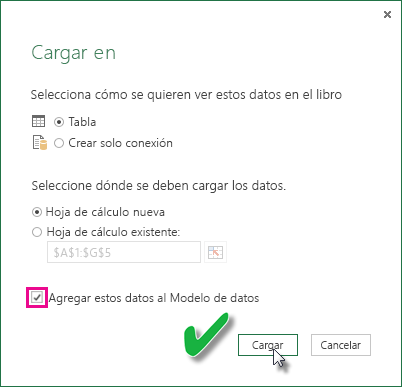 Cargar en
Selecciona cómo se quieren ver estos datos en el libro
Tabla
Crear solo conexión
Seleccione dónde se deben cargar los datos.
Hoja de cálculo nueva
Hoja de cálculo existente:
$A$1:$G$5
Agregar estos datos al Modelo de datos
Cargar Cancelar